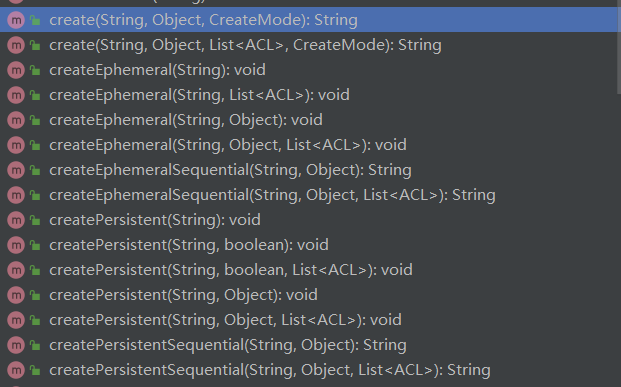 create(String, Object, CreateMode): String
create(String, Object, List<ACL>, CreateMode): String
createEphemeral(String): void
createEphemeral(String, List<ACL>): void
createEphemeral(String, Object): void
createEphemeral(String, Object, List<ACL>): void
createEphemeralSequential(String, Object): String
createEphemeralSequential(String, Object, List<ACL>): String
createPersistent(String): void
createPersistent(String, boolean): void
createPersistent(String, boolean, List<ACL>): void
createPersistent(String, Object): void
createPersistent(String, Object, List<ACL>): void
createPersistentSequential(String, Object): String
createPersistentSequential(String, Object, List<ACL>): String